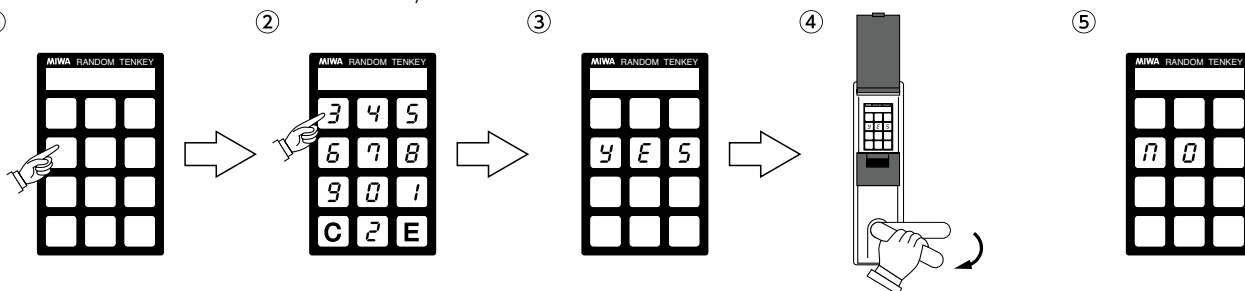 ② ③ ④ ⑤
MIWA RANDOM TENKEY
MIWA RANDOM TENKEY
3 4 5
6 7 8
9 0 1
C 2 E
MIWA RANDOM TENKEY
Y E S
Y E S
MIWA RANDOM TENKEY
N O